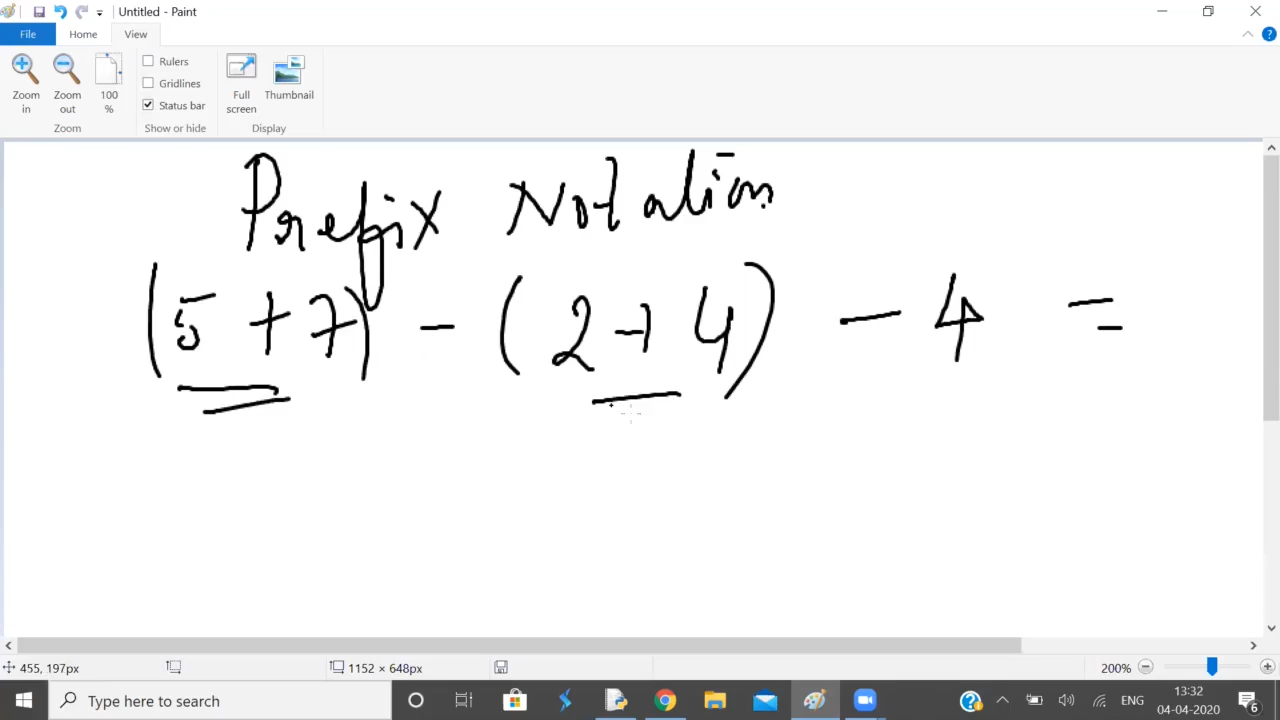 Untitled - Paint
File Home View
Zoom in Zoom out 100 % Rulers Gridlines Status bar Full screen Thumbnail
Zoom Show or hide Display
Prefix Notation
(5 + 7) - (2 + 4) - 4 =
455, 197px 1152 × 648px 200%
Type here to search ENG 13:32 04-04-2020 6